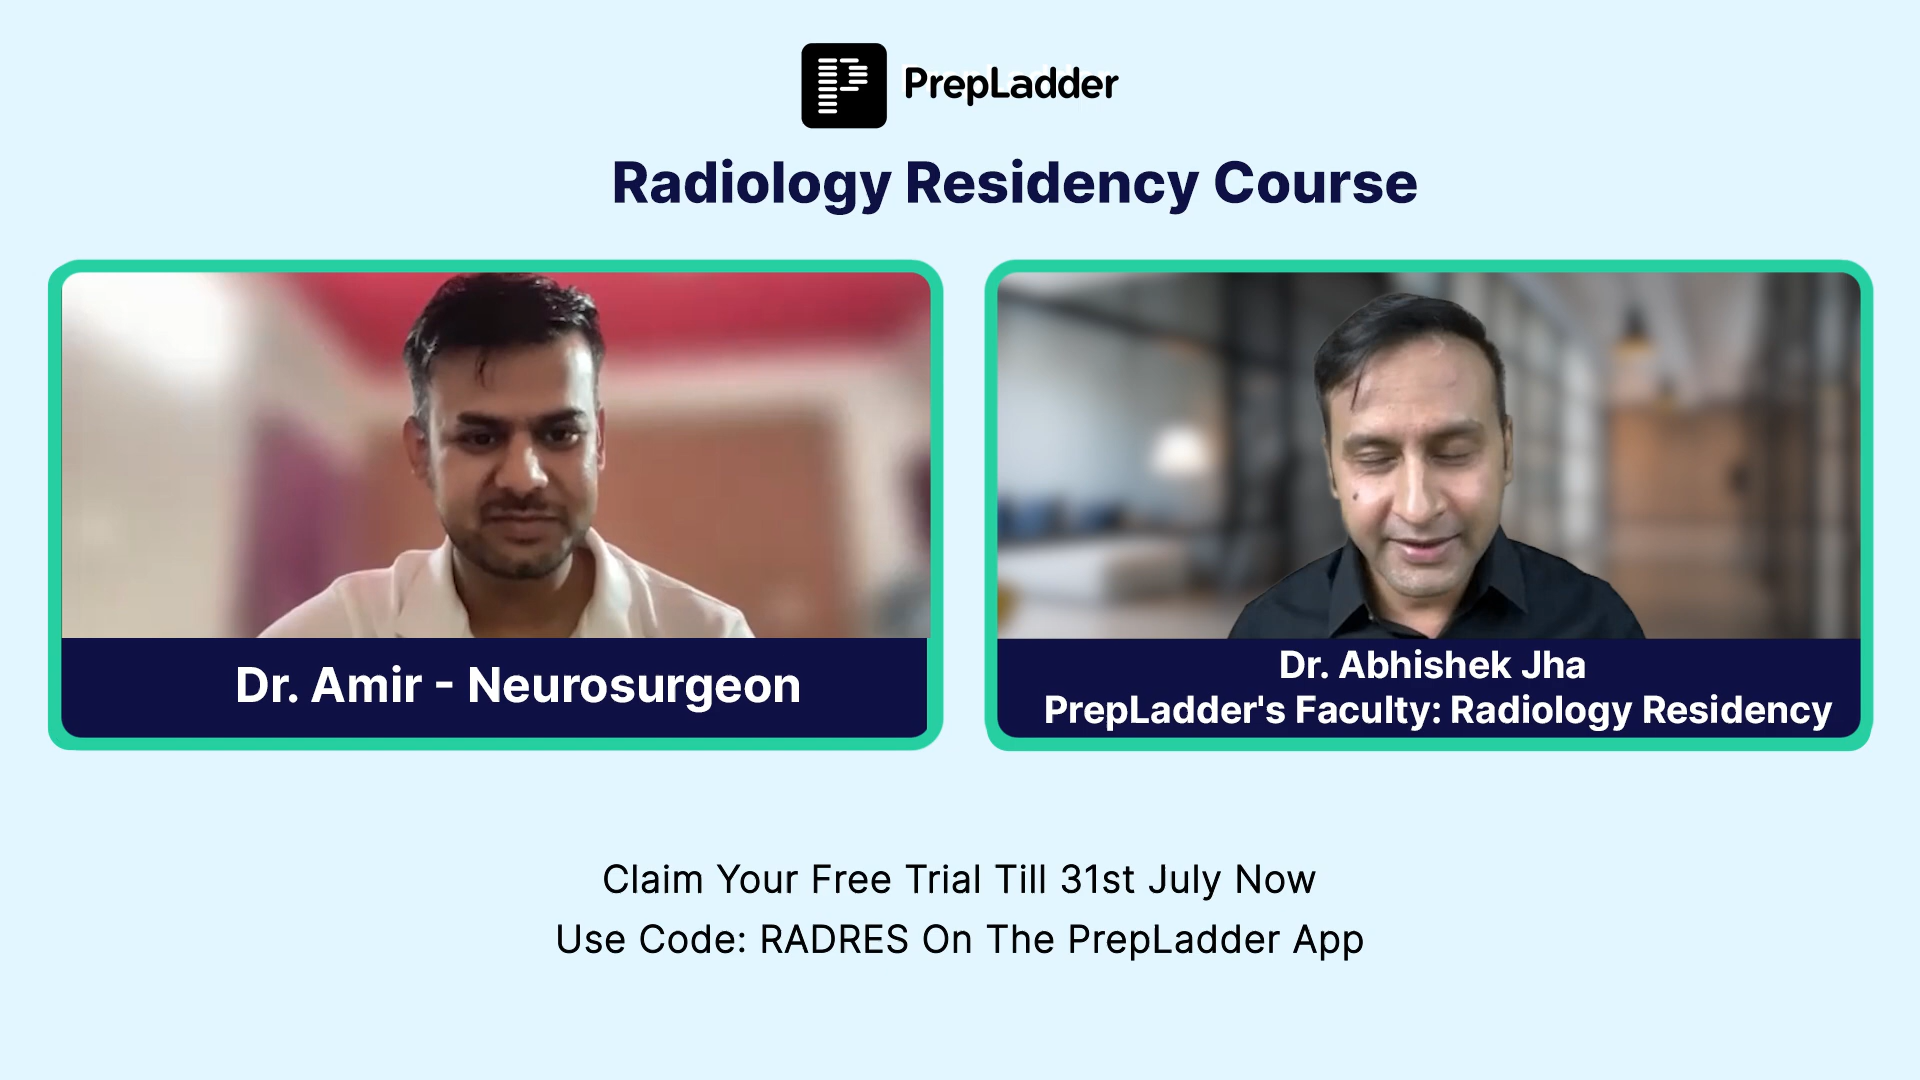 PrepLadder
Radiology Residency Course
Dr. Amir - Neurosurgeon
Dr. Abhishek Jha
PrepLadder's Faculty: Radiology Residency
Claim Your Free Trial Till 31st July Now
Use Code: RADRES On The PrepLadder App